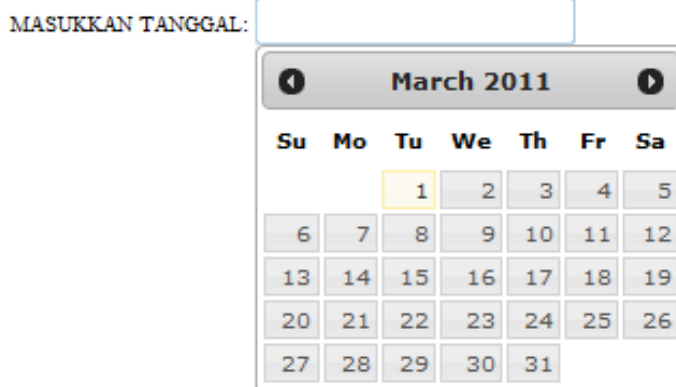 MASUKKAN TANGGAL:
March 2011
Su Mo Tu We Th Fr Sa
1 2 3 4 5
6 7 8 9 10 11 12
13 14 15 16 17 18 19
20 21 22 23 24 25 26
27 28 29 30 31